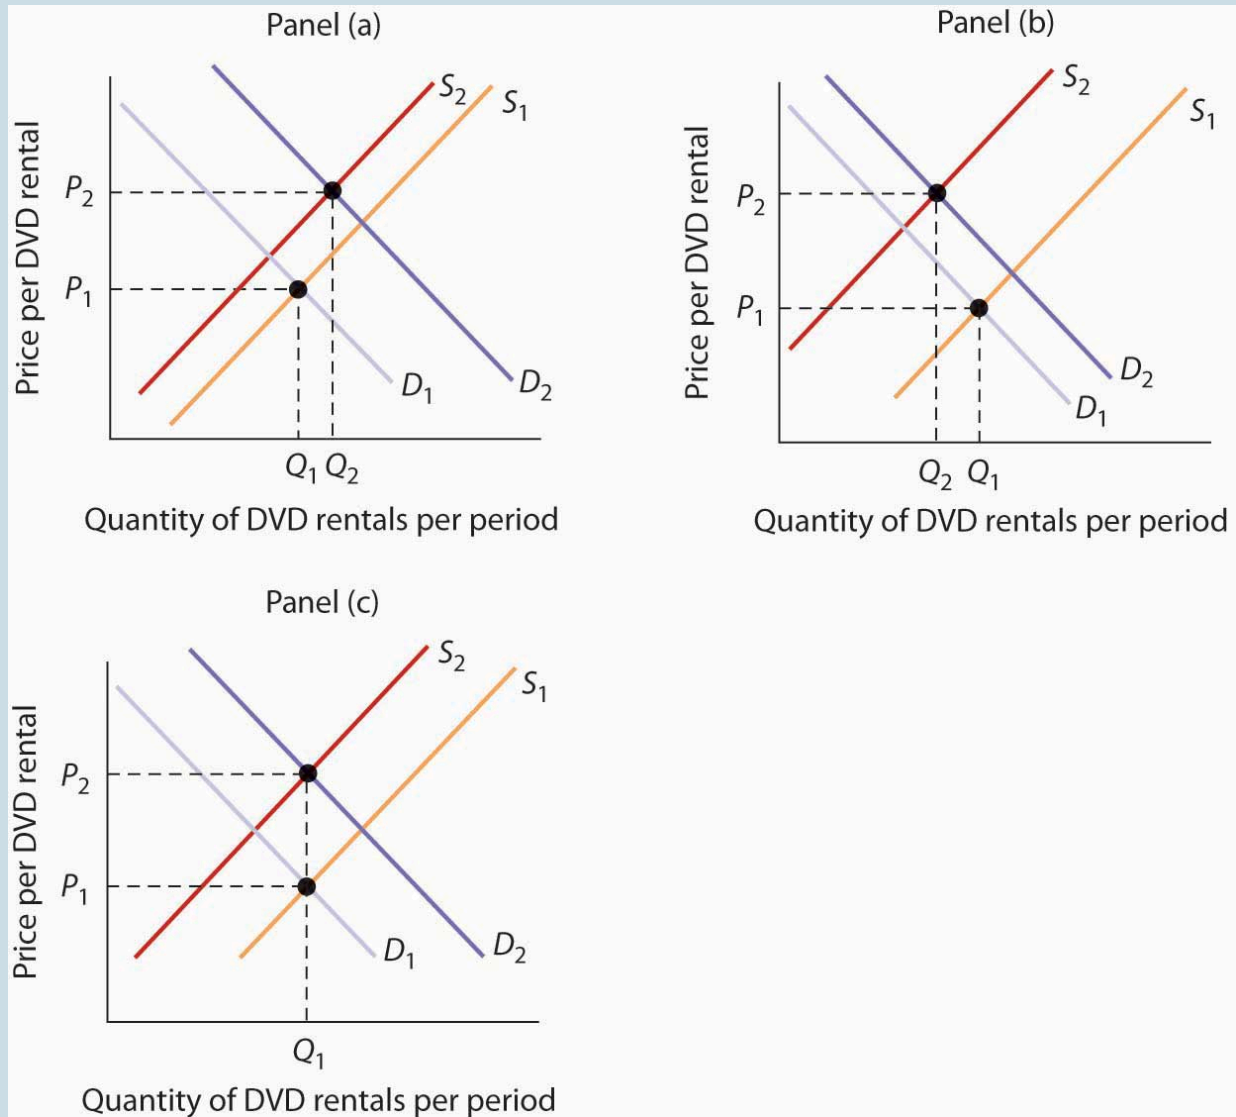 Panel (a)
Price per DVD rental
S2
S1
P2
P1
D1
D2
Q1 Q2
Quantity of DVD rentals per period
Panel (b)
Price per DVD rental
S2
S1
P2
P1
D2
D1
Q2 Q1
Quantity of DVD rentals per period
Panel (c)
Price per DVD rental
S2
S1
P2
P1
D1
D2
Q1
Quantity of DVD rentals per period